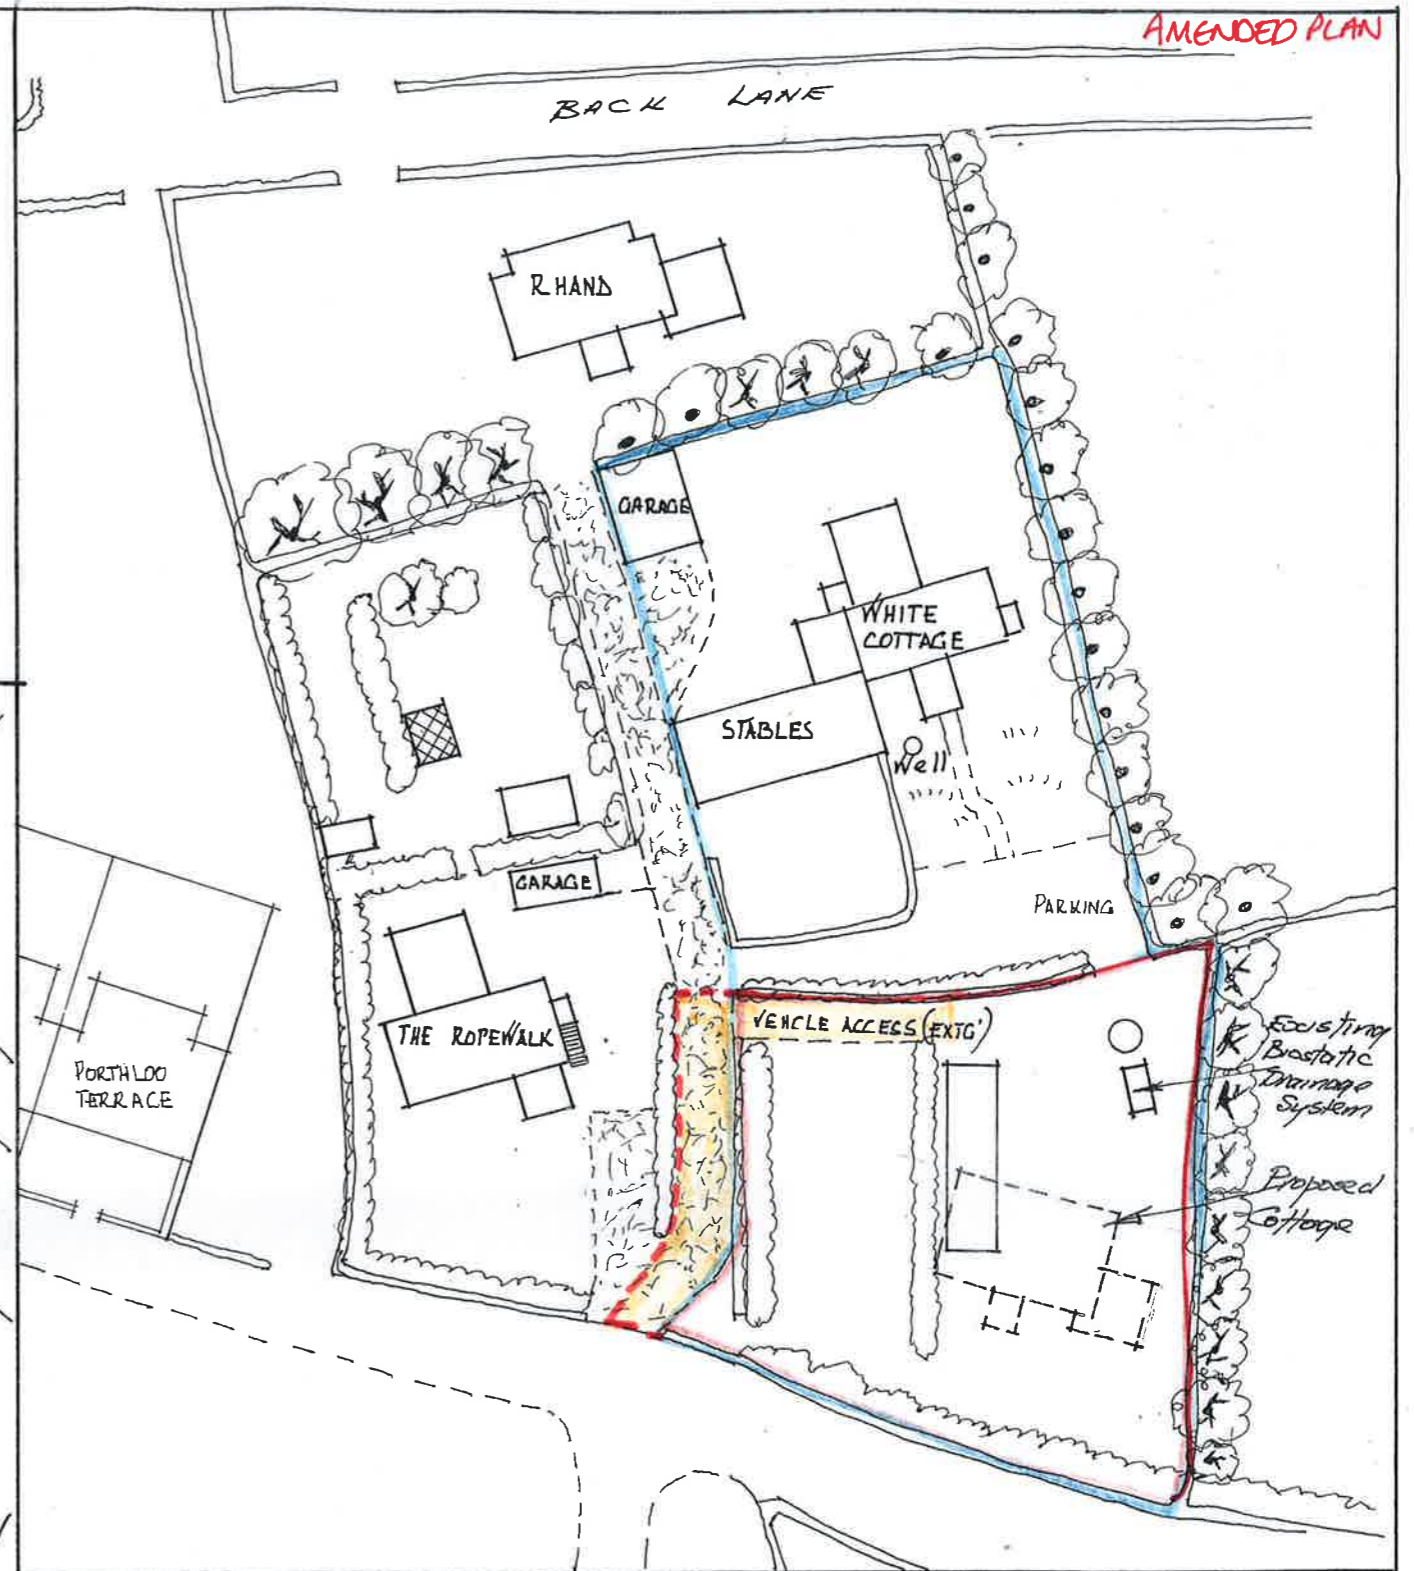 AMENDED PLAN
BACK LANE
RHAND
GARAGE
WHITE
COTTAGE
STABLES
Well
GARAGE
PARKING
THE ROPEWALK
VEHCLE ACCESS (EXTG')
PORTHLOO
TERRACE
Existing
Biostatic
Drainage
System
Proposed
Cottage